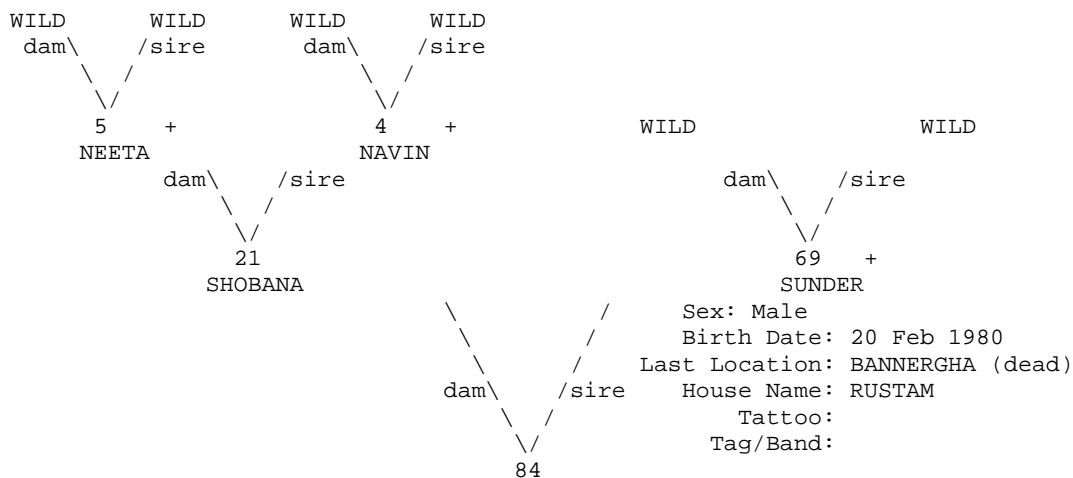 WILD WILD WILD WILD
dam\ /sire dam\ /sire
\ / \ /
\/ \/
5 + 4 + WILD WILD
NEETA NAVIN
dam\ /sire dam\ /sire
\ / \ /
\/ \/
21 69 +
SHOBANA SUNDER
\ / Sex: Male
\ / Birth Date: 20 Feb 1980
\ / Last Location: BANNERGHA (dead)
dam\ /sire House Name: RUSTAM
\ / Tattoo:
\/ Tag/Band:
84